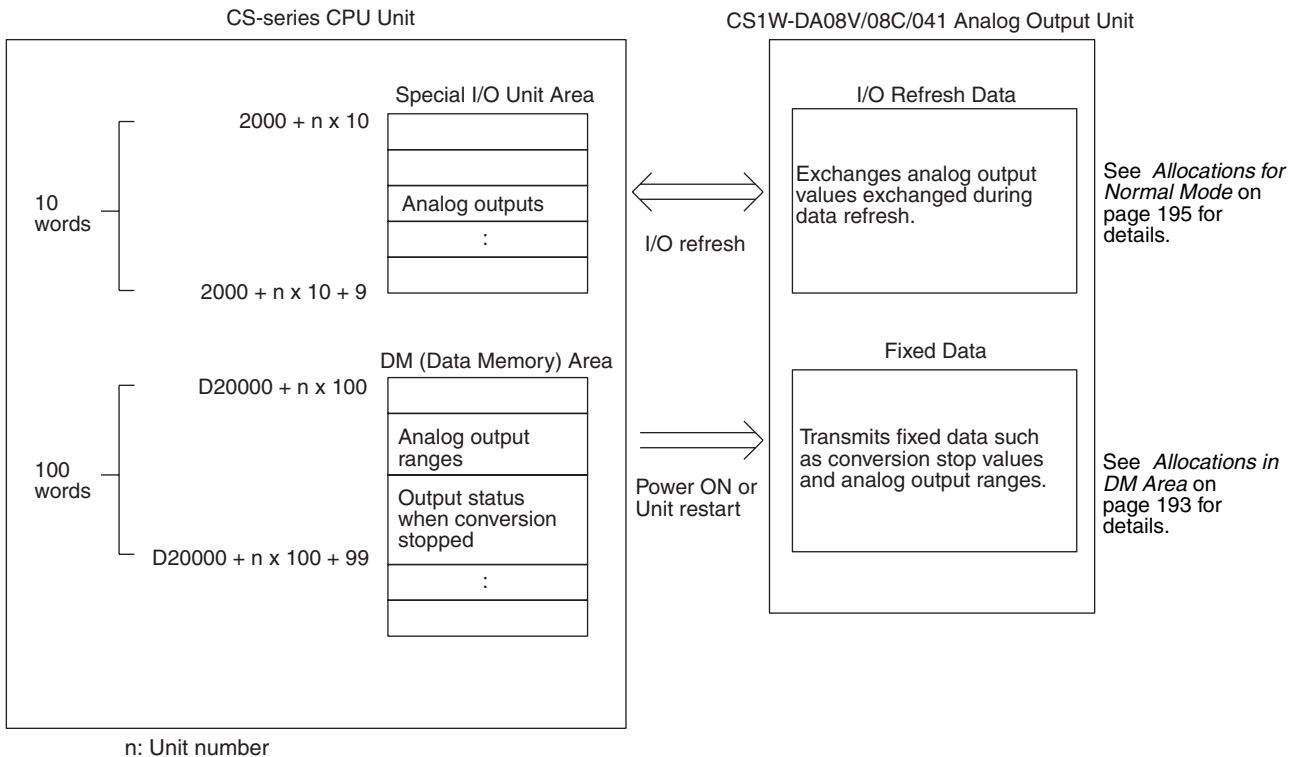 CS-series CPU Unit
CS1W-DA08V/08C/041 Analog Output Unit
Special I/O Unit Area
2000 + n x 10
10
words
Analog outputs
:
2000 + n x 10 + 9
I/O refresh
I/O Refresh Data
Exchanges analog output
values exchanged during
data refresh.
See Allocations for
Normal Mode on
page 195 for
details.
DM (Data Memory) Area
D20000 + n x 100
100
words
Analog output
ranges
Output status
when conversion
stopped
:
D20000 + n x 100 + 99
Power ON or
Unit restart
Fixed Data
Transmits fixed data such
as conversion stop values
and analog output ranges.
See Allocations in
DM Area on
page 193 for
details.
n: Unit number